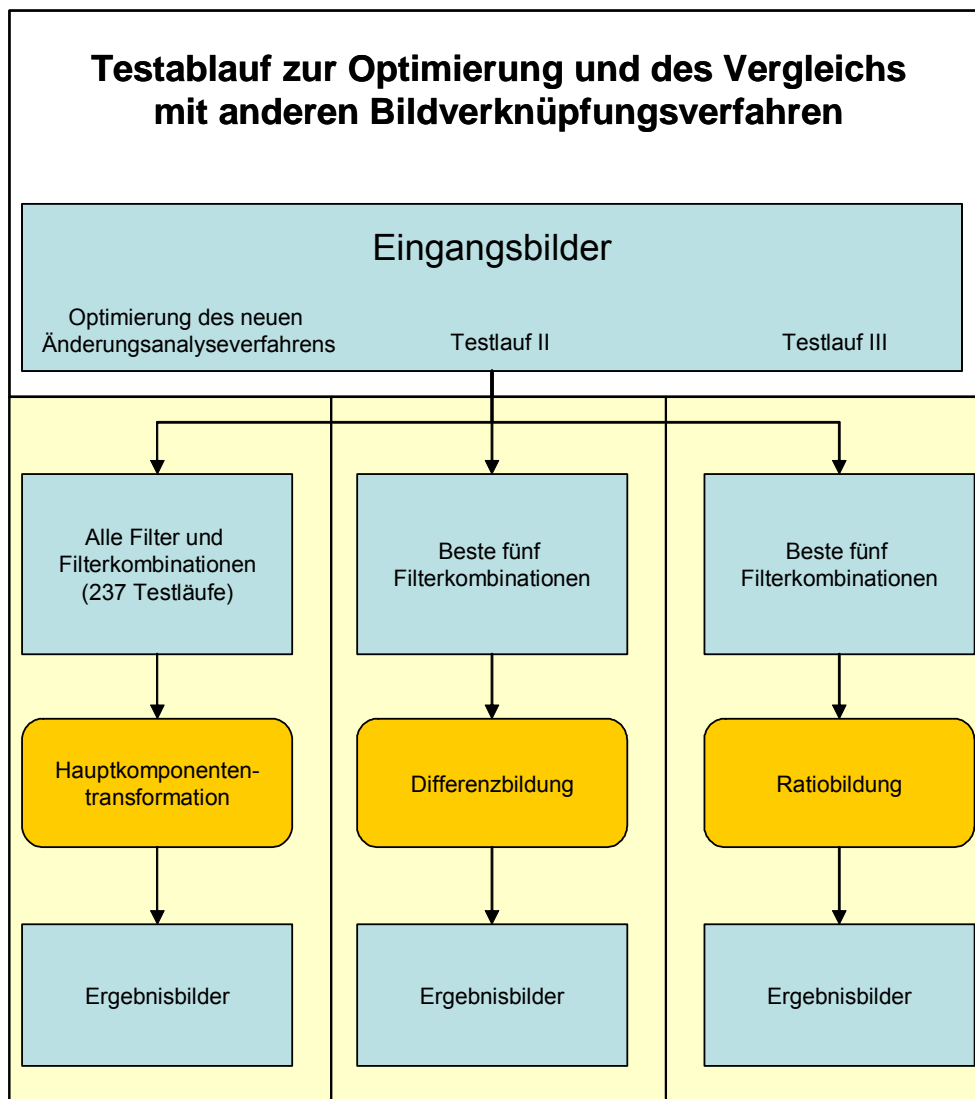 Testablauf zur Optimierung und des Vergleichs
mit anderen Bildverknüpfungsverfahren
Eingangsbilder
Optimierung des neuen
Änderungsanalyseverfahrens
Testlauf II
Testlauf III
Alle Filter und
Filterkombinationen
(237 Testläufe)
Beste fünf
Filterkombinationen
Beste fünf
Filterkombinationen
Hauptkomponenten-
transformation
Differenzbildung
Ratiobildung
Ergebnisbilder
Ergebnisbilder
Ergebnisbilder